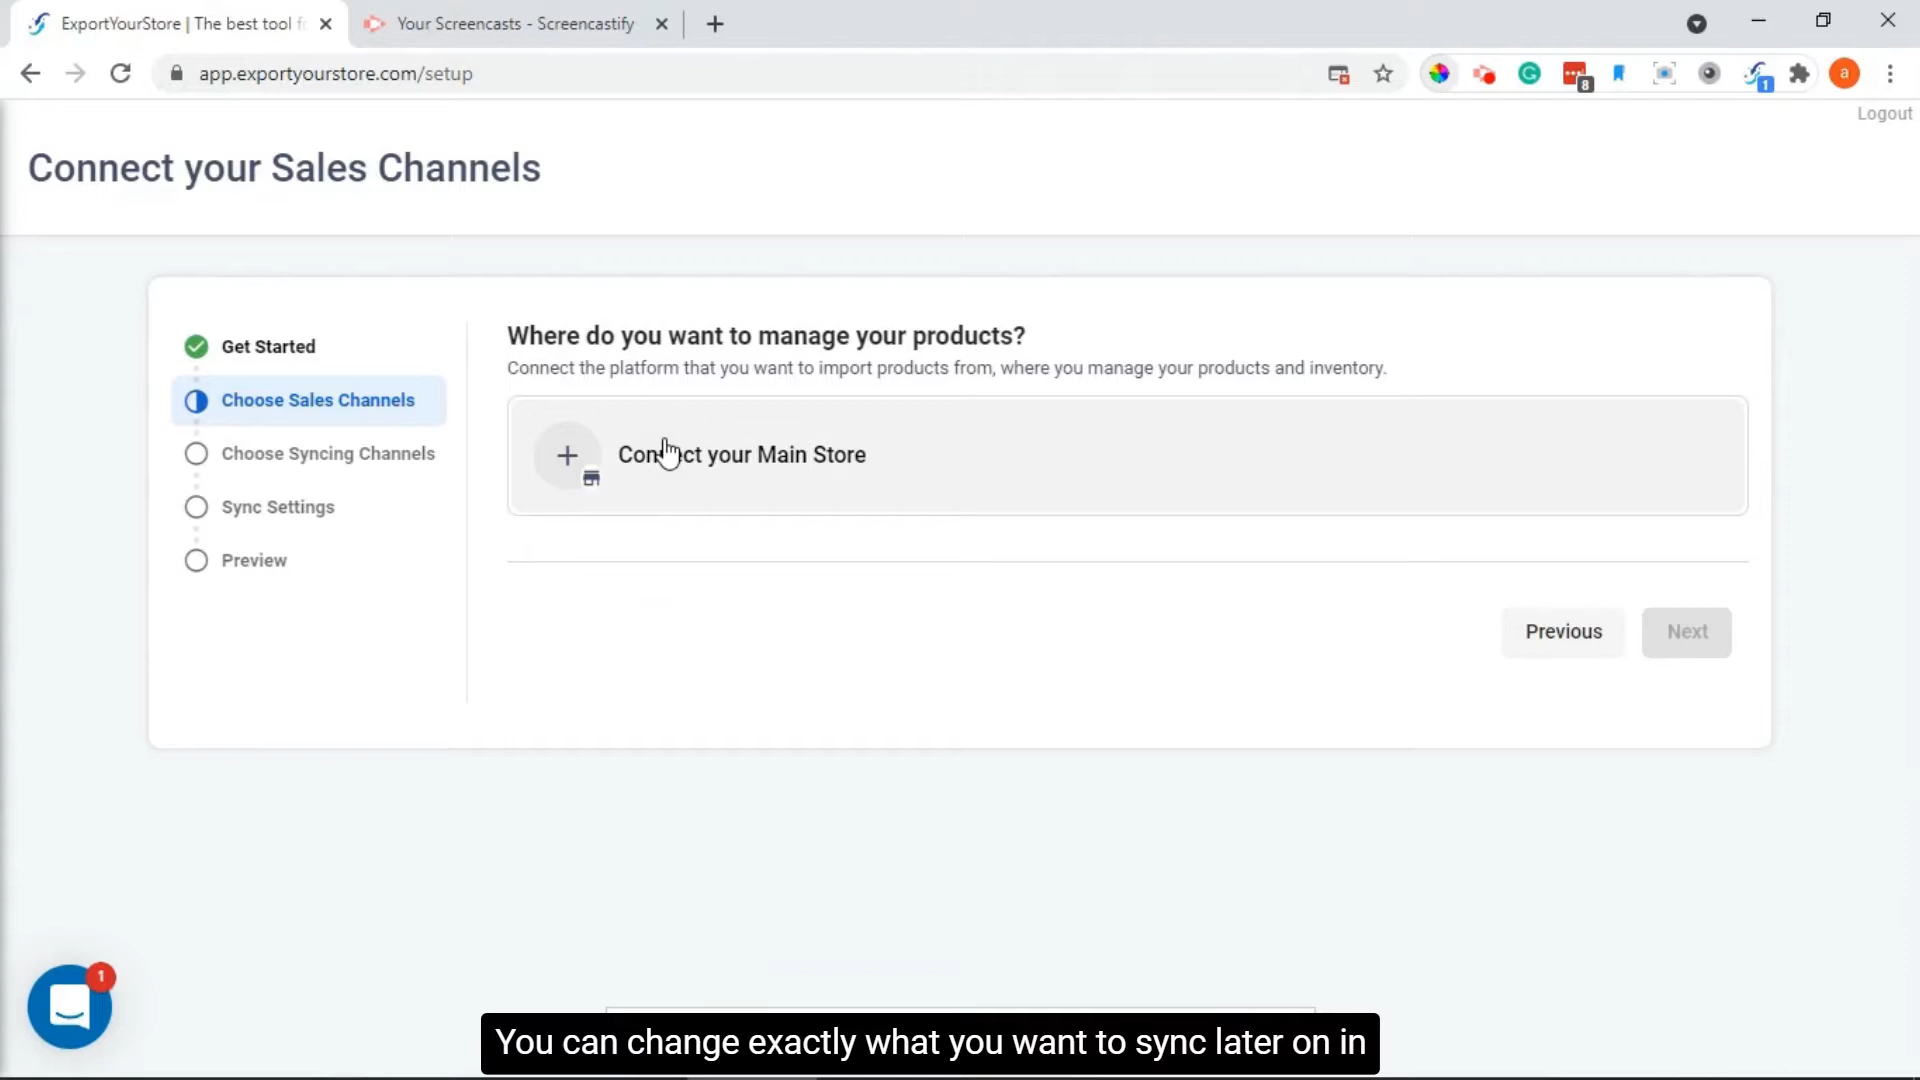 ExportYourStore | The best tool f
Your Screencasts - Screencastify
app.exportyourstore.com/setup
8
1
a
Logout
Connect your Sales Channels
Get Started
Choose Sales Channels
Choose Syncing Channels
Sync Settings
Preview
Where do you want to manage your products?
Connect the platform that you want to import products from, where you manage your products and inventory.
Connect your Main Store
Previous
Next
1
You can change exactly what you want to sync later on in